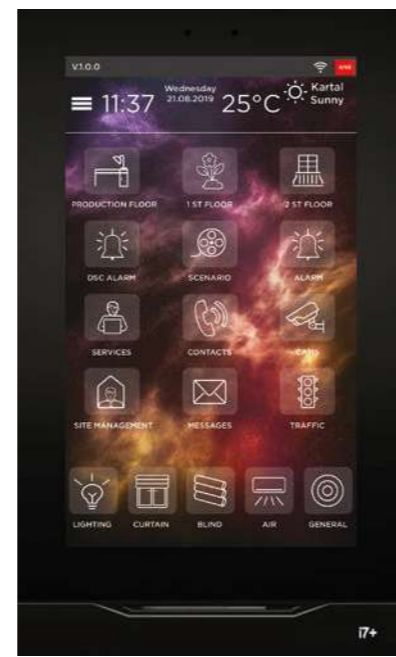 V.1.0.0
11:37
Wednesday
21.08.2019
25°C
Kartal
Sunny
PRODUCTION FLOOR 1 ST FLOOR 2 ST FLOOR
DSC ALARM SCENARIO ALARM
SERVICES CONTACTS CAMS
SITE MANAGEMENT MESSAGES TRAFFIC
LIGHTING CURTAIN BLIND AIR GENERAL
i7+